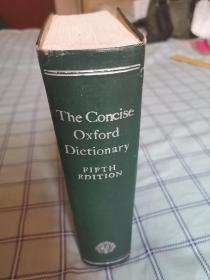 The Concise
Oxford
Dictionary
FIFTH
EDITION